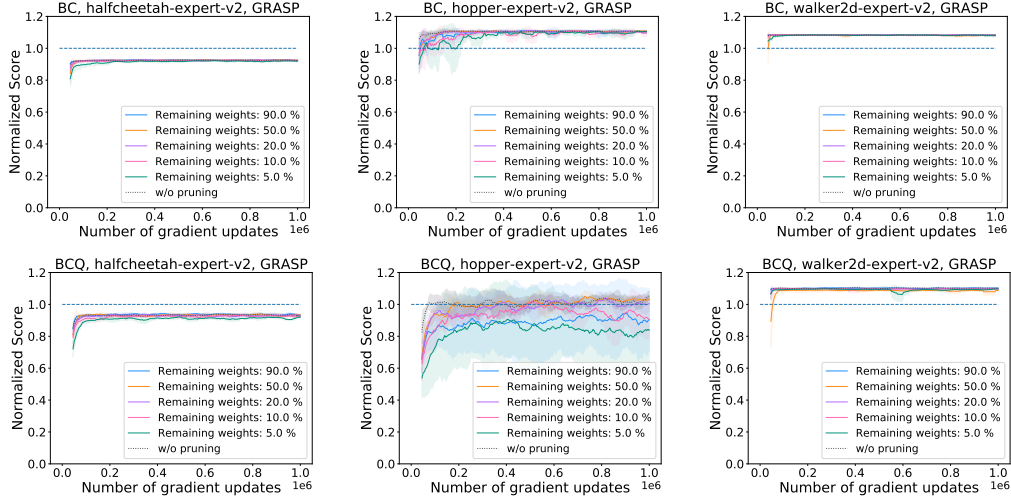 BC, halfcheetah-expert-v2, GRASP
Normalized Score
1.2
1.0
0.8
0.6
0.4
0.2
0.0
Remaining weights: 90.0 %
Remaining weights: 50.0 %
Remaining weights: 20.0 %
Remaining weights: 10.0 %
Remaining weights: 5.0 %
w/o pruning
0.0 0.2 0.4 0.6 0.8 1.0
1e6
Number of gradient updates
BC, hopper-expert-v2, GRASP
Normalized Score
1.2
1.0
0.8
0.6
0.4
0.2
0.0
Remaining weights: 90.0 %
Remaining weights: 50.0 %
Remaining weights: 20.0 %
Remaining weights: 10.0 %
Remaining weights: 5.0 %
w/o pruning
0.0 0.2 0.4 0.6 0.8 1.0
1e6
Number of gradient updates
BC, walker2d-expert-v2, GRASP
Normalized Score
1.2
1.0
0.8
0.6
0.4
0.2
0.0
Remaining weights: 90.0 %
Remaining weights: 50.0 %
Remaining weights: 20.0 %
Remaining weights: 10.0 %
Remaining weights: 5.0 %
w/o pruning
0.0 0.2 0.4 0.6 0.8 1.0
1e6
Number of gradient updates
BCQ, halfcheetah-expert-v2, GRASP
Normalized Score
1.2
1.0
0.8
0.6
0.4
0.2
0.0
Remaining weights: 90.0 %
Remaining weights: 50.0 %
Remaining weights: 20.0 %
Remaining weights: 10.0 %
Remaining weights: 5.0 %
w/o pruning
0.0 0.2 0.4 0.6 0.8 1.0
1e6
Number of gradient updates
BCQ, hopper-expert-v2, GRASP
Normalized Score
1.2
1.0
0.8
0.6
0.4
0.2
0.0
Remaining weights: 90.0 %
Remaining weights: 50.0 %
Remaining weights: 20.0 %
Remaining weights: 10.0 %
Remaining weights: 5.0 %
w/o pruning
0.0 0.2 0.4 0.6 0.8 1.0
1e6
Number of gradient updates
BCQ, walker2d-expert-v2, GRASP
Normalized Score
1.2
1.0
0.8
0.6
0.4
0.2
0.0
Remaining weights: 90.0 %
Remaining weights: 50.0 %
Remaining weights: 20.0 %
Remaining weights: 10.0 %
Remaining weights: 5.0 %
w/o pruning
0.0 0.2 0.4 0.6 0.8 1.0
1e6
Number of gradient updates